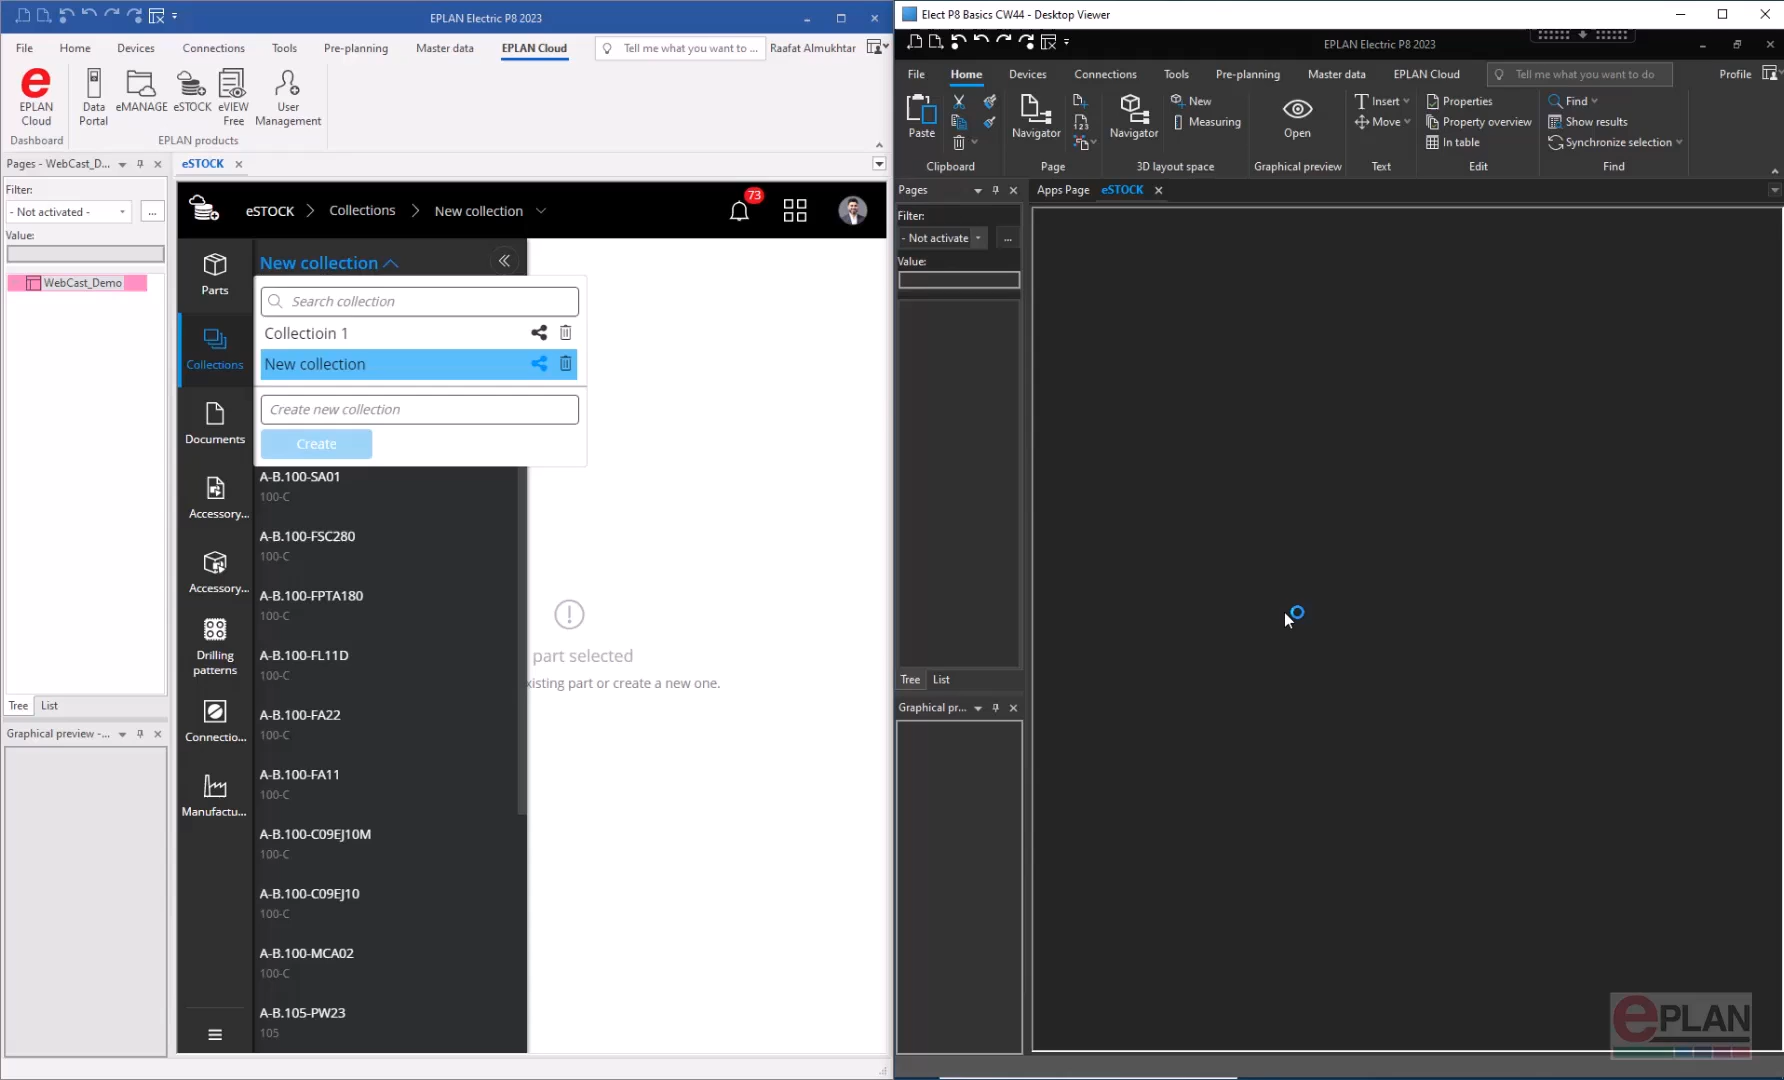 EPLAN Electric P8 2023
File Home Devices Connections Tools Pre-planning Master data EPLAN Cloud Tell me what you want to ... Raafat Almukhtar
EPLAN Cloud
Data Portal
eMANAGE
eSTOCK
eVIEW Free
User Management
Dashboard
EPLAN products
Pages - WebCast_D...
eSTOCK
Filter:
- Not activated -
...
Value:
WebCast_Demo
Tree List
Graphical preview -...
eSTOCK Collections New collection
73
Parts
Collections
Documents
Accessory...
Accessory...
Drilling patterns
Connectio...
Manufactu...
New collection
Search collection
Collectioin 1
New collection
Create new collection
Create
A-B.100-SA01
100-C
A-B.100-FSC280
100-C
A-B.100-FPTA180
100-C
A-B.100-FL11D
100-C
A-B.100-FA22
100-C
A-B.100-FA11
100-C
A-B.100-C09EJ10M
100-C
A-B.100-C09EJ10
100-C
A-B.100-MCA02
100-C
A-B.105-PW23
105
part selected
xisting part or create a new one.
Elect P8 Basics CW44 - Desktop Viewer
EPLAN Electric P8 2023
File Home Devices Connections Tools Pre-planning Master data EPLAN Cloud Tell me what you want to do Profile
Paste
Clipboard
Navigator
123
Page
Navigator
New
Measuring
3D layout space
Open
Graphical preview
Insert
Move
Text
Properties
Property overview
In table
Edit
Find
Show results
Synchronize selection
Find
Pages
Apps Page eSTOCK
Filter:
- Not activate
...
Value:
Tree List
Graphical pr...
ePLAN